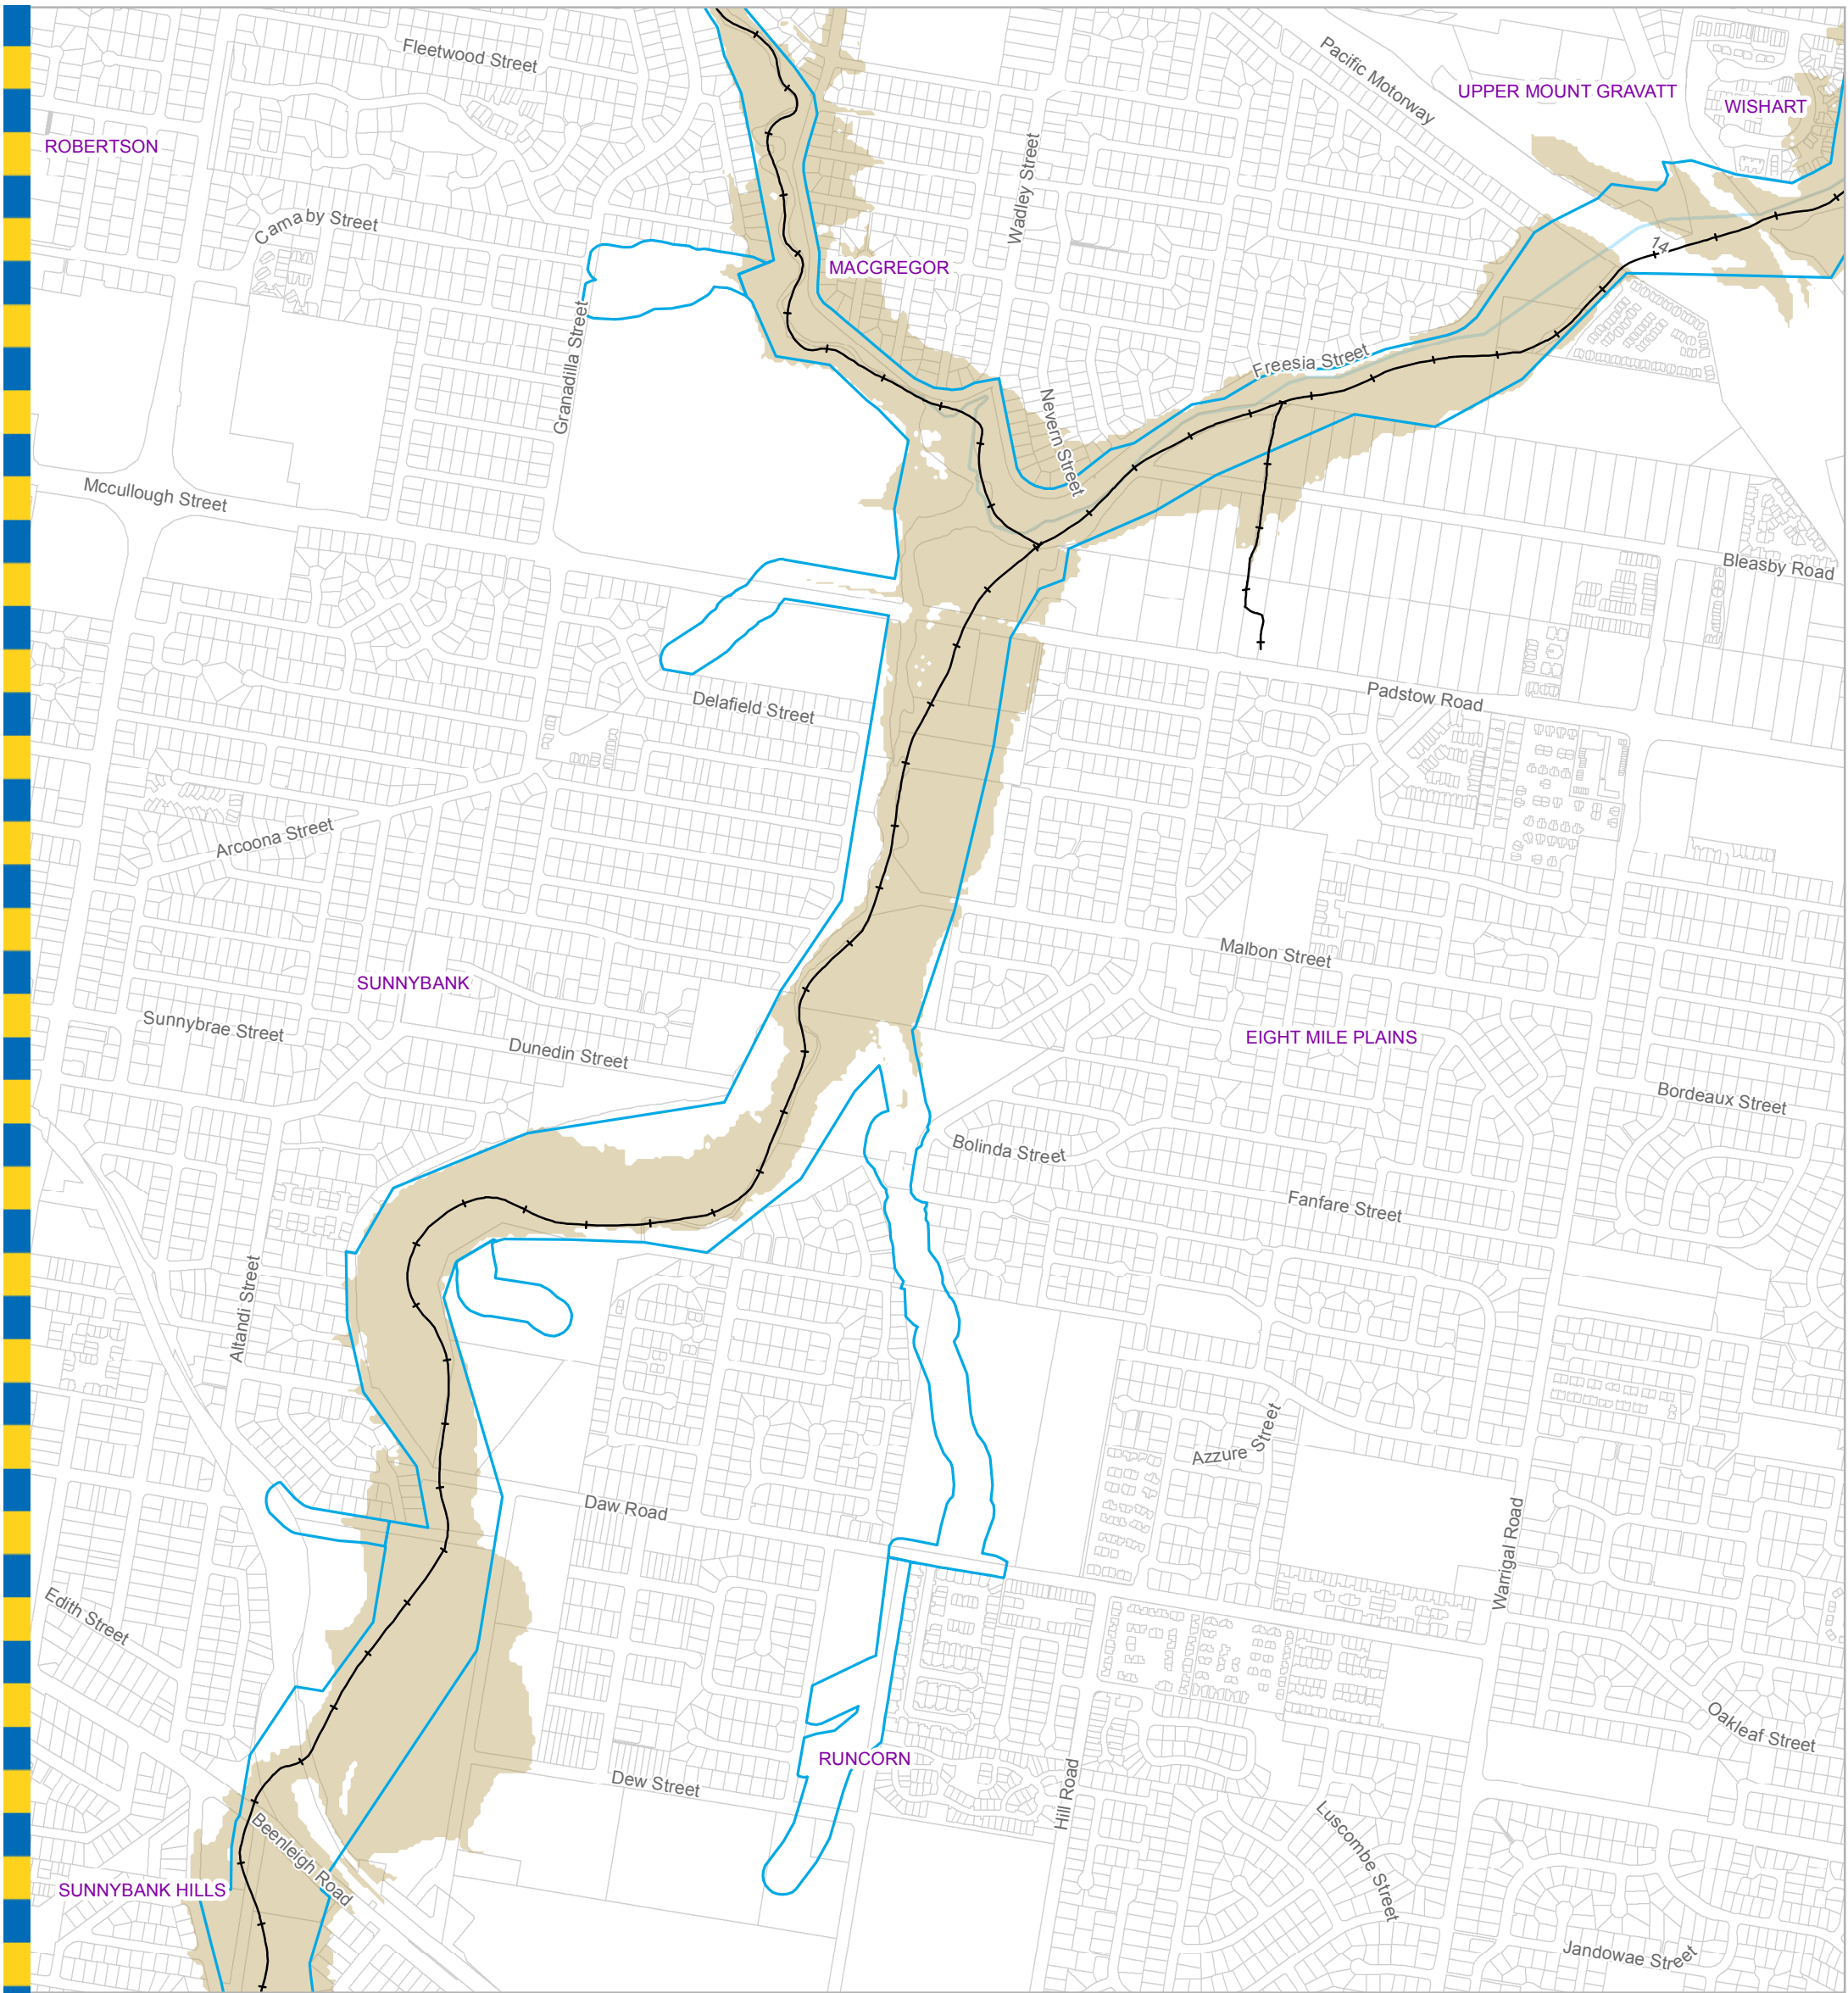 Fleetwood Street
Pacific Motorway
UPPER MOUNT GRAVATT
WISHART
ROBERTSON
Wadley Street
Carnaby Street
14
MACGREGOR
Granadilla Street
Freesia Street
Nevern Street
Mccullough Street
Bleasby Road
Padstow Road
Delafield Street
Arcoona Street
Malbon Street
SUNNYBANK
Sunnybrae Street
EIGHT MILE PLAINS
Dunedin Street
Bordeaux Street
Bolinda Street
Fanfare Street
Altandi Street
Azzure Street
Daw Road
Warrigal Road
Edith Street
Oakleaf Street
RUNCORN
Dew Street
Hill Road
Luscombe Street
Beenleigh Road
SUNNYBANK HILLS
Jandowae Street